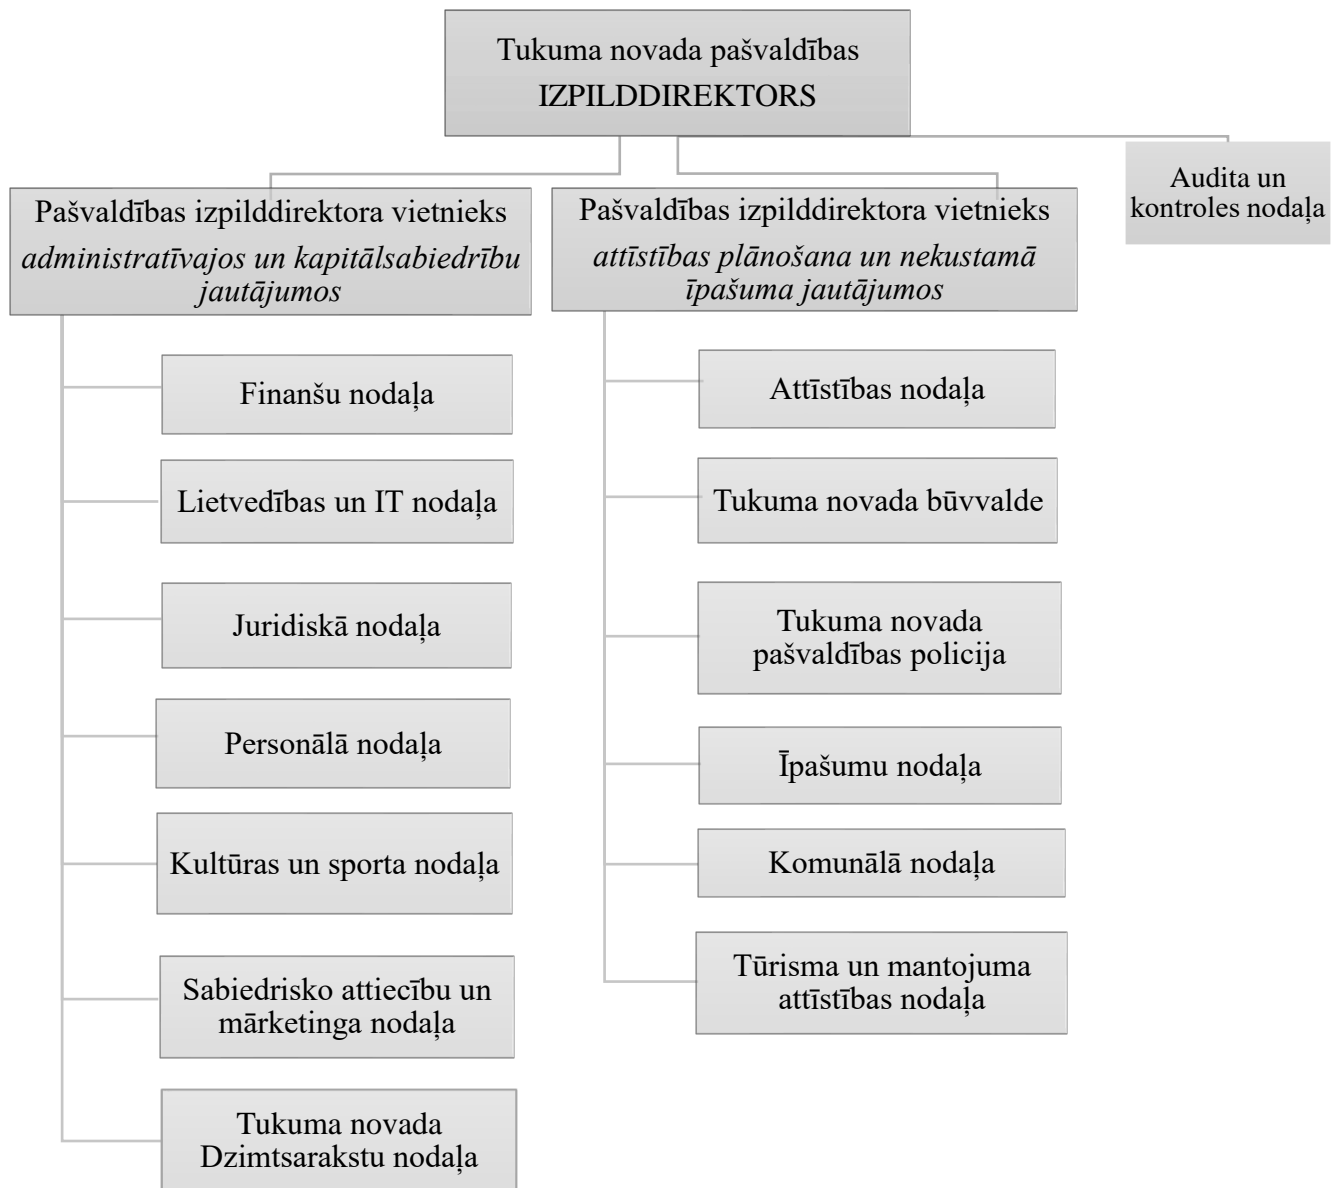 Tukuma novada pašvaldības
IZPILDDIREKTORS
Audita un
kontroles nodaļa
Pašvaldības izpilddirektora vietnieks
administratīvajos un kapitālsabiedrību
jautājumos
Pašvaldības izpilddirektora vietnieks
attīstības plānošana un nekustamā
īpašuma jautājumos
Finanšu nodaļa
Lietvedības un IT nodaļa
Juridiskā nodaļa
Personālā nodaļa
Kultūras un sporta nodaļa
Sabiedrisko attiecību un
mārketinga nodaļa
Tukuma novada
Dzimtsarakstu nodaļa
Attīstības nodaļa
Tukuma novada būvvalde
Tukuma novada
pašvaldības policija
Īpašumu nodaļa
Komunālā nodaļa
Tūrisma un mantojuma
attīstības nodaļa